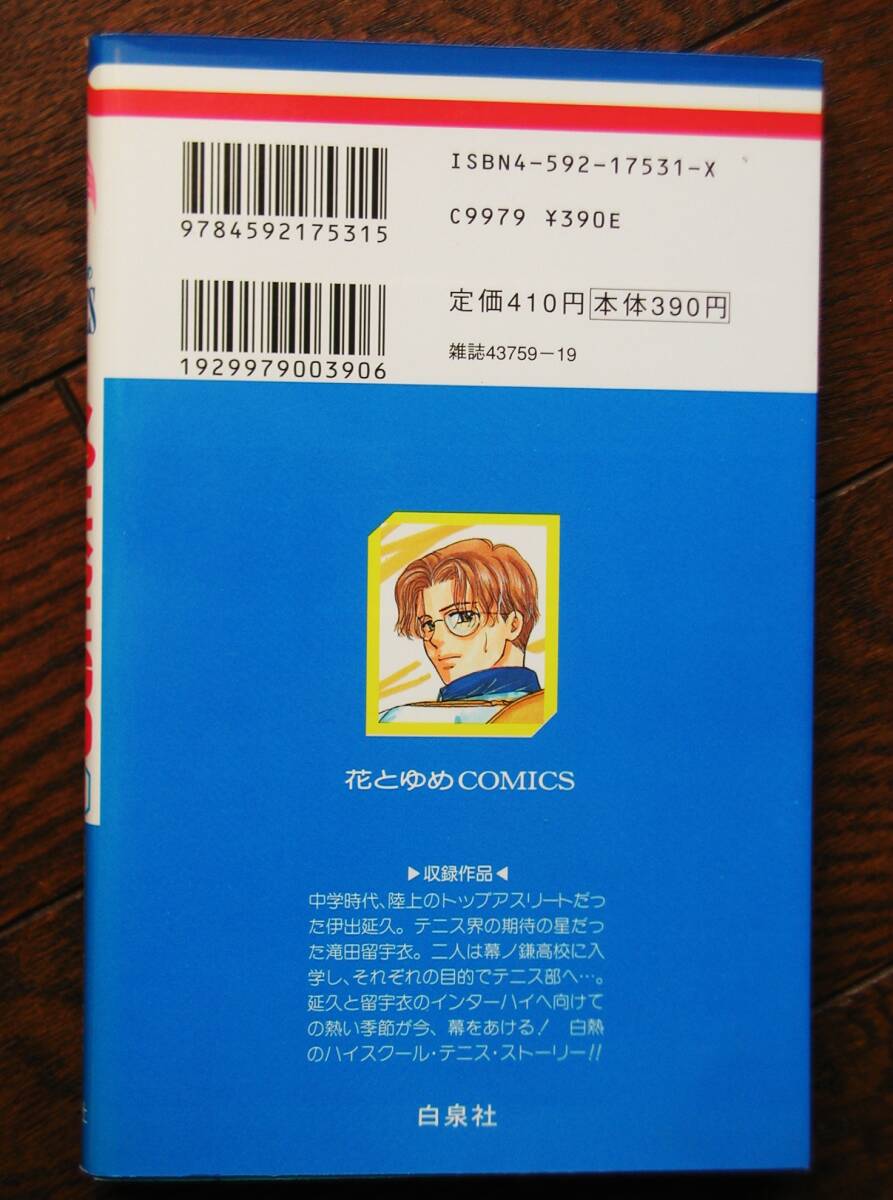 ISBN4-592-17531-X
9784592175315
C9979 ¥390E
定価410円 本体390円
1929979003906
雑誌43759-19
花とゆめCOMICS
▶収録作品◀
中学時代、陸上のトップアスリートだっ
た伊出延久。テニス界の期待の星だっ
た滝田留宇衣。二人は幕ノ鎌高校に入
学し、それぞれの目的でテニス部へ…。
延久と留宇衣のインターハイへ向けて
の熱い季節が今、幕をあける! 白熱
のハイスクール・テニス・ストーリー!!
白泉社